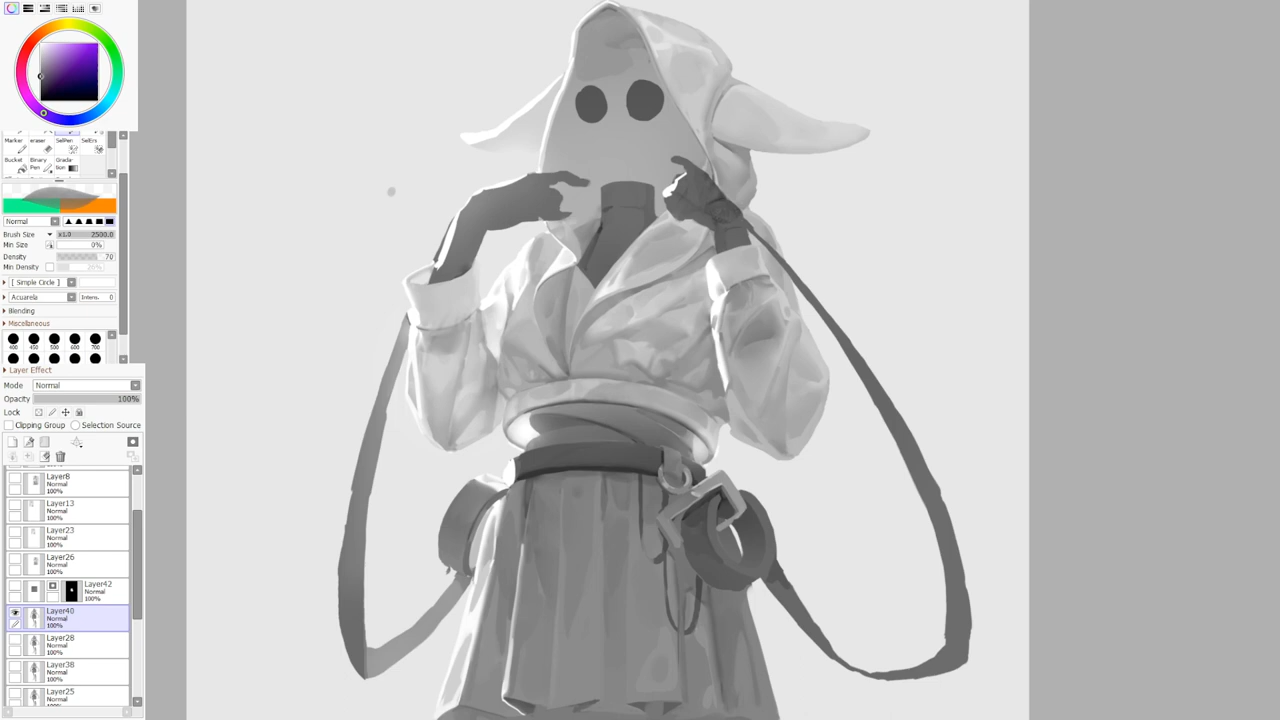 Marker eraser SelPen SelErs
Bucket Binary Grada-
Pen tion
Normal
Brush Size x1.0 2500.0
Min Size 0%
Density 70
Min Density 20%
[ Simple Circle ]
Acuarela Intens. 0
Blending
Miscellaneous
400 450 500 600 700
Layer Effect
Mode Normal
Opacity 100%
Lock
Clipping Group Selection Source
100%
Layer8
Normal
100%
Layer13
Normal
100%
Layer23
Normal
100%
Layer26
Normal
100%
Layer42
Normal
100%
Layer40
Normal
100%
Layer28
Normal
100%
Layer38
Normal
100%
Layer25
Normal